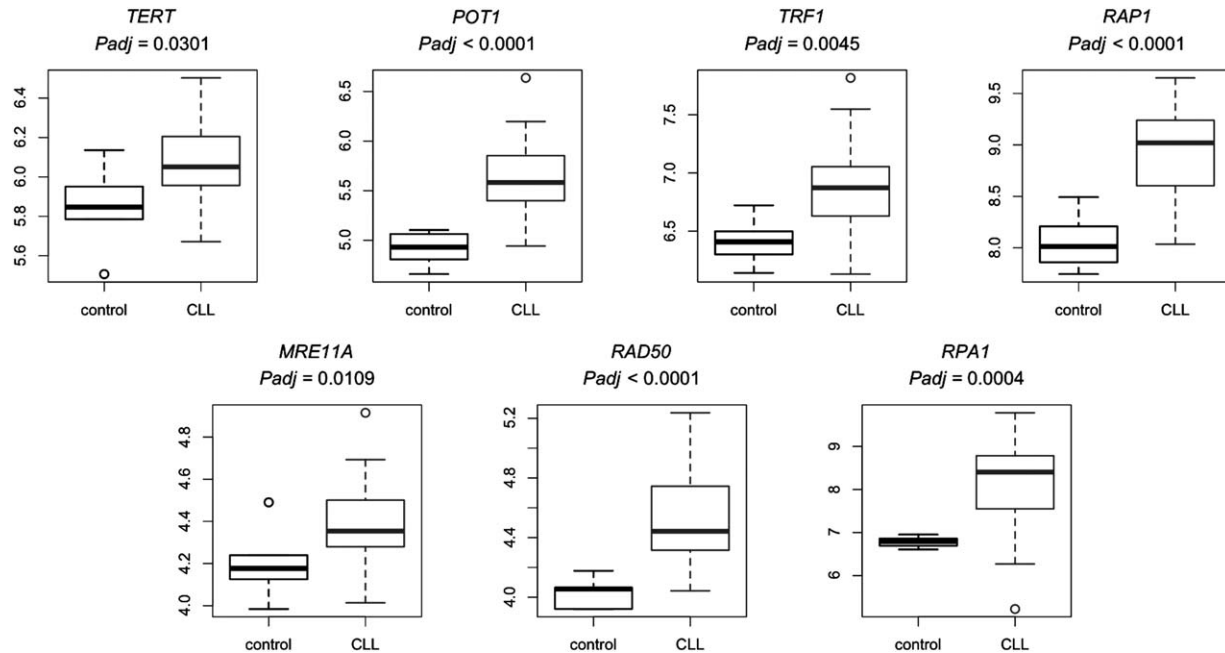 TERT POT1 TRF1 RAP1
Padj = 0.0301 Padj < 0.0001 Padj = 0.0045 Padj < 0.0001
6.4
6.2
6.0
5.8
5.6
control CLL
6.5
6.0
5.5
5.0
control CLL
7.5
7.0
6.5
control CLL
9.5
9.0
8.5
8.0
control CLL
MRE11A RAD50 RPA1
Padj = 0.0109 Padj < 0.0001 Padj = 0.0004
4.8
4.6
4.4
4.2
4.0
control CLL
5.2
4.8
4.4
4.0
control CLL
9
8
7
6
control CLL